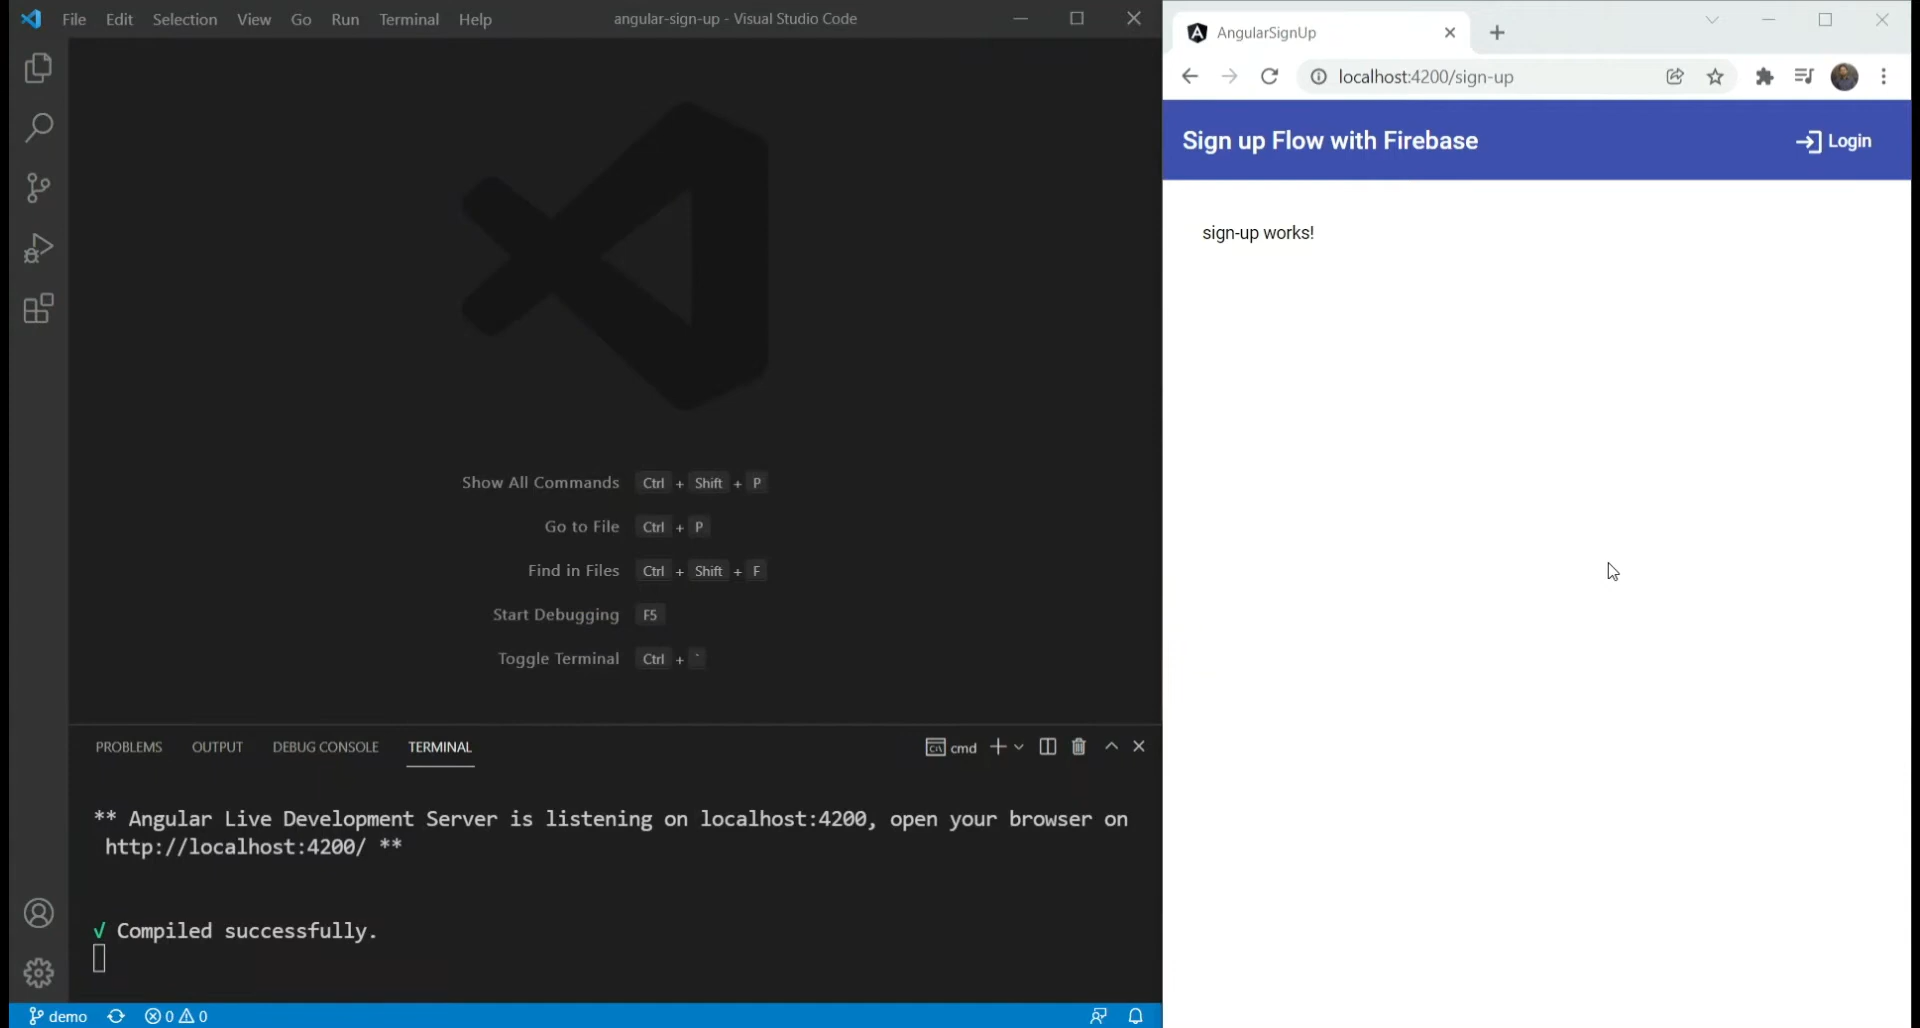 File Edit Selection View Go Run Terminal Help
angular-sign-up - Visual Studio Code
Show All Commands Ctrl + Shift + P
Go to File Ctrl + P
Find in Files Ctrl + Shift + F
Start Debugging F5
Toggle Terminal Ctrl + `
PROBLEMS OUTPUT DEBUG CONSOLE TERMINAL
cmd
** Angular Live Development Server is listening on localhost:4200, open your browser on
http://localhost:4200/ **
√ Compiled successfully.
demo 0 0
AngularSignUp
localhost:4200/sign-up
Sign up Flow with Firebase
Login
sign-up works!